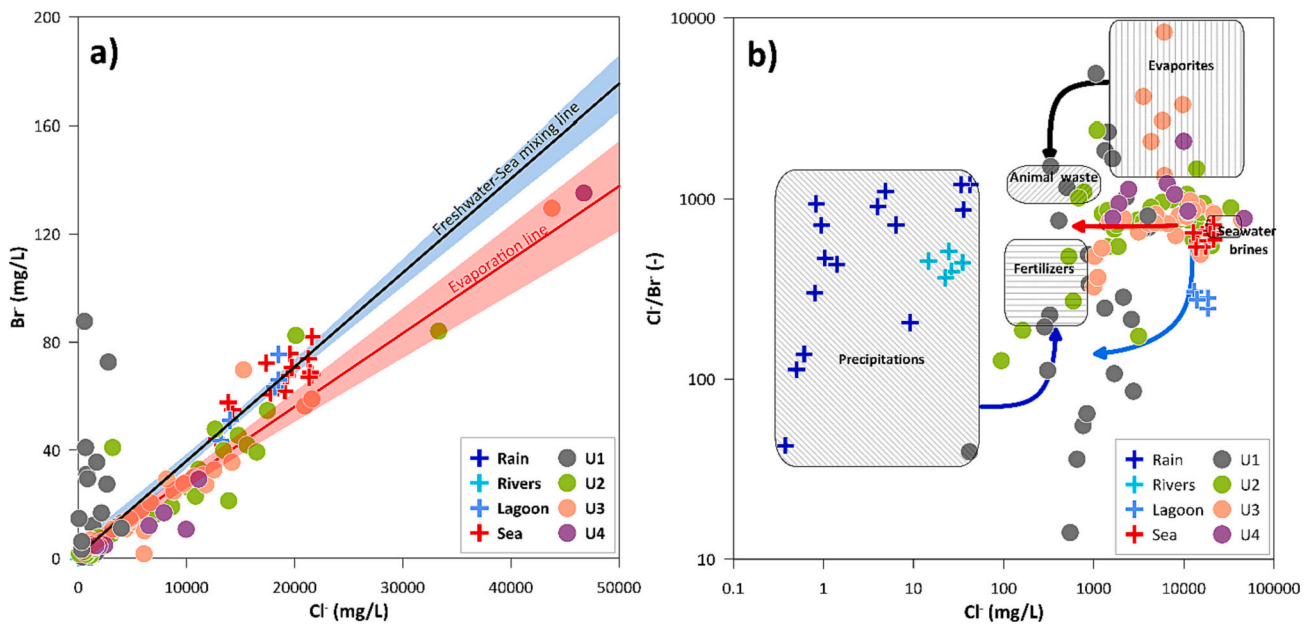 a)
200
160
120
80
40
0
Br⁻ (mg/L)
Freshwater-Sea mixing line
Evaporation line
Rain U1
Rivers U2
Lagoon U3
Sea U4
0 10000 20000 30000 40000 50000
Cl⁻ (mg/L)
b)
10000
1000
100
10
Cl⁻/Br⁻ (-)
Evaporites
Animal waste
Seawater
brines
Fertilizers
Precipitations
Rain U1
Rivers U2
Lagoon U3
Sea U4
0.1 1 10 100 1000 10000 100000
Cl⁻ (mg/L)